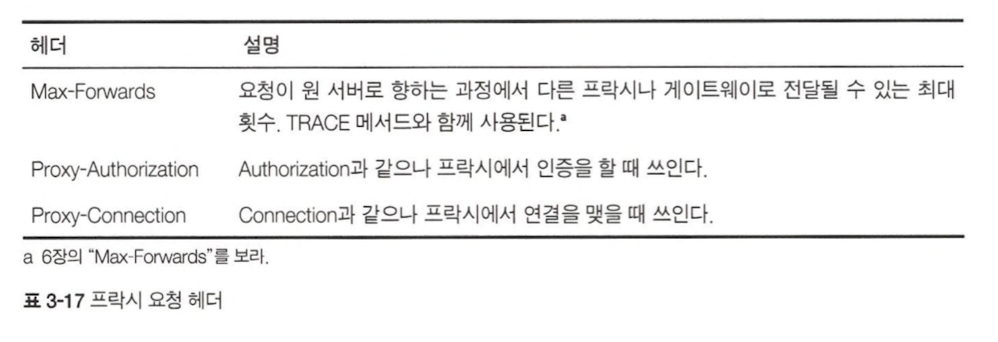 헤더 설명
Max-Forwards 요청이 원 서버로 향하는 과정에서 다른 프락시나 게이트웨이로 전달될 수 있는 최대
횟수. TRACE 메서드와 함께 사용된다.ª
Proxy-Authorization Authorization과 같으나 프락시에서 인증을 할 때 쓰인다.
Proxy-Connection Connection과 같으나 프락시에서 연결을 맺을 때 쓰인다.
a 6장의 “Max-Forwards”를 보라.
표 3-17 프락시 요청 헤더